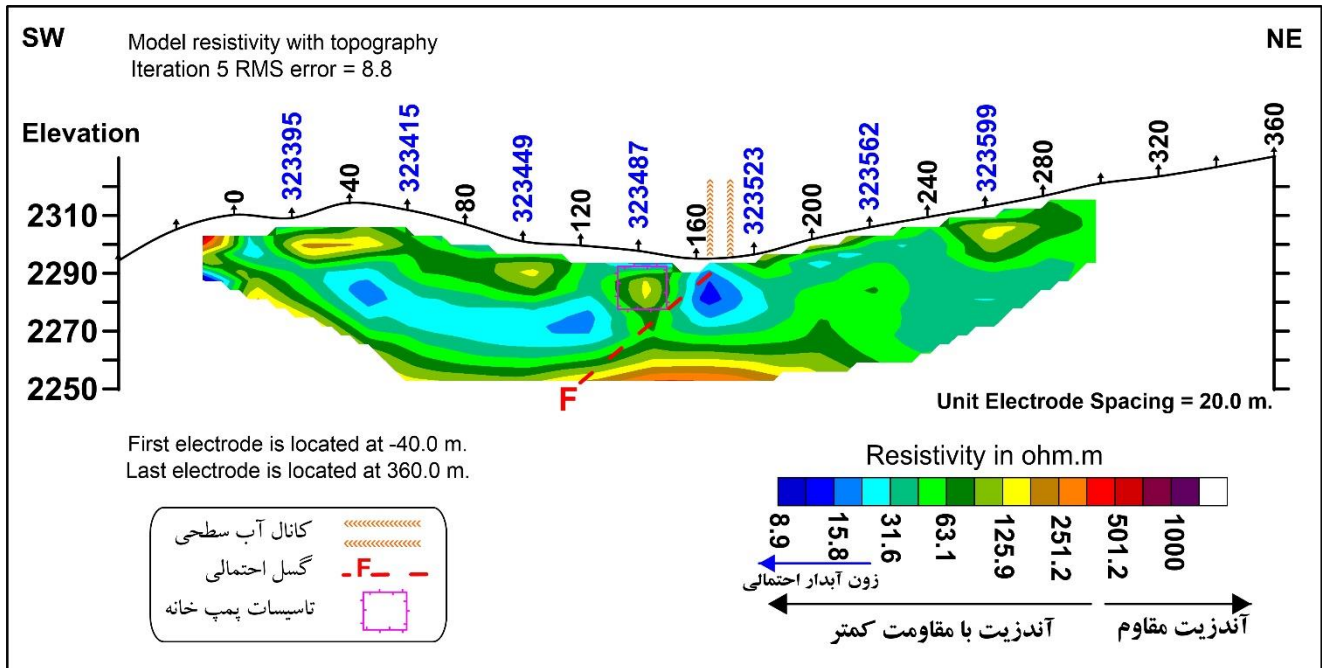 SW
NE
Model resistivity with topography
Iteration 5 RMS error = 8.8
Elevation
0
323395
40
323415
80
323449
120
323487
160
323523
200
323562
240
323599
280
320
360
2310
2290
2270
2250
F
Unit Electrode Spacing = 20.0 m.
First electrode is located at -40.0 m.
Last electrode is located at 360.0 m.
کانال آب سطحی
گسل احتمالی
F
تاسیسات پمپ خانه
Resistivity in ohm.m
8.9
15.8
31.6
63.1
125.9
251.2
501.2
1000
زون آبدار احتمالی
آندزیت با مقاومت کمتر
آندزیت مقاوم